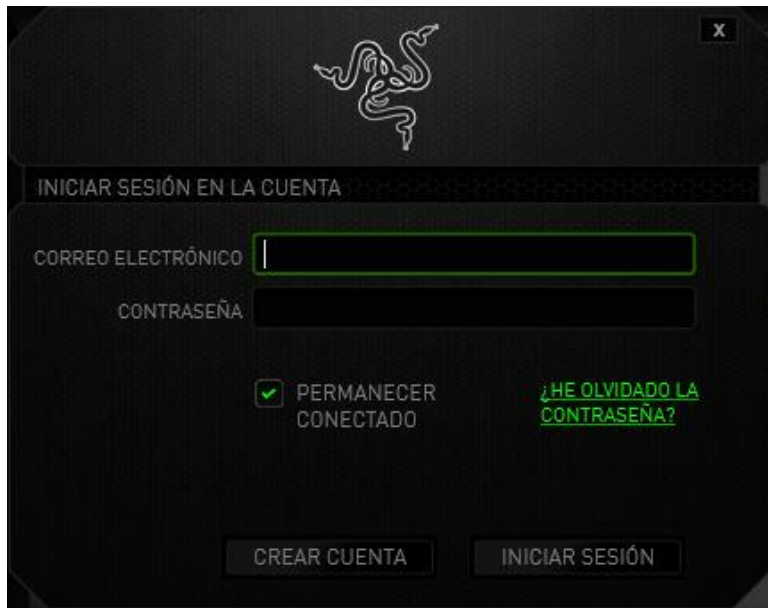 X
INICIAR SESIÓN EN LA CUENTA
CORREO ELECTRÓNICO
CONTRASEÑA
PERMANECER
CONECTADO
¿HE OLVIDADO LA
CONTRASEÑA?
CREAR CUENTA
INICIAR SESIÓN